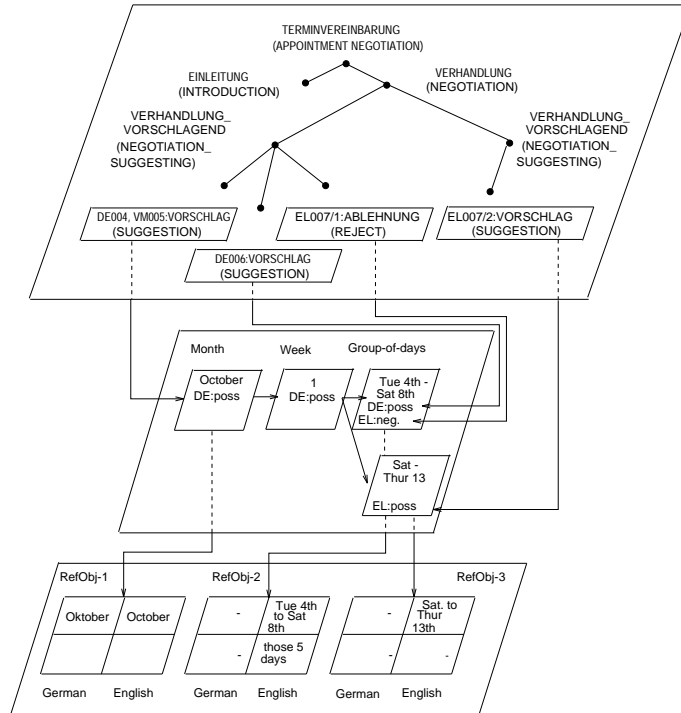 TERMINVEREINBARUNG
(APPOINTMENT NEGOTIATION)
EINLEITUNG
(INTRODUCTION)
VERHANDLUNG
(NEGOTIATION)
VERHANDLUNG_
VORSCHLAGEND
(NEGOTIATION_
SUGGESTING)
VERHANDLUNG_
VORSCHLAGEND
(NEGOTIATION_
SUGGESTING)
DE004, VM005:VORSCHLAG
(SUGGESTION)
EL007/1:ABLEHNUNG
(REJECT)
EL007/2:VORSCHLAG
(SUGGESTION)
DE006:VORSCHLAG
(SUGGESTION)
Month
Week
Group-of-days
October
DE:poss
1
DE:poss
Tue 4th -
Sat 8th
DE:poss
EL:neg.
Sat -
Thur 13
EL:poss
RefObj-1
RefObj-2
RefObj-3
Oktober
October
-
Tue 4th
to Sat
8th
-
those 5
days
-
Sat. to
Thur
13th
-
-
German
English
German
English
German
English